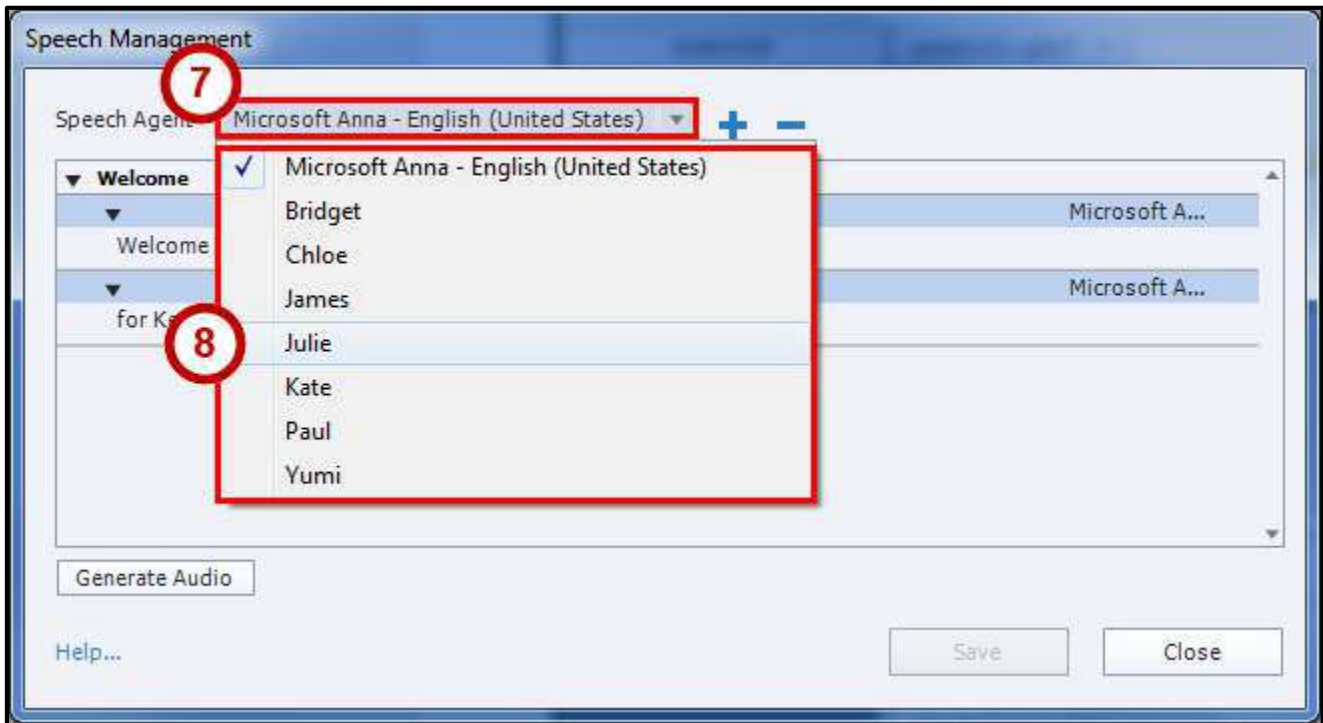 Speech Management
7
Speech Agent Microsoft Anna - English (United States)
Microsoft Anna - English (United States)
Welcome
Bridget
Microsoft A...
Welcome
Chloe
James
Microsoft A...
for
8
Julie
Kate
Paul
Yumi
Generate Audio
Help...
Save
Close